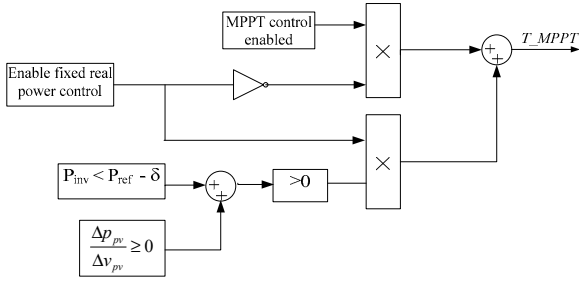 MPPT control
enabled
T_MPPT
×
+
+
Enable fixed real
power control
P_inv < P_ref - δ
+
+
>0
×
Δp_pv / Δv_pv ≥ 0